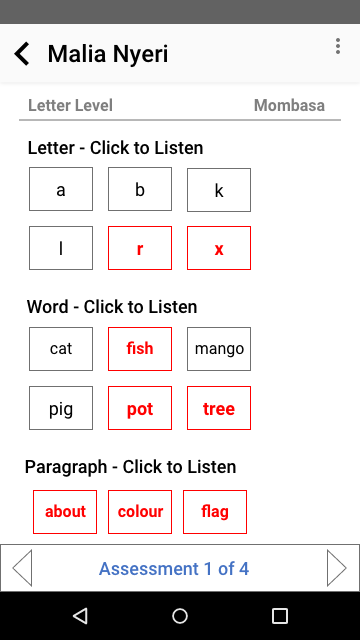 Malia Nyeri
Letter Level Mombasa
Letter - Click to Listen
a b k
l r x
Word - Click to Listen
cat fish mango
pig pot tree
Paragraph - Click to Listen
about colour flag
Assessment 1 of 4